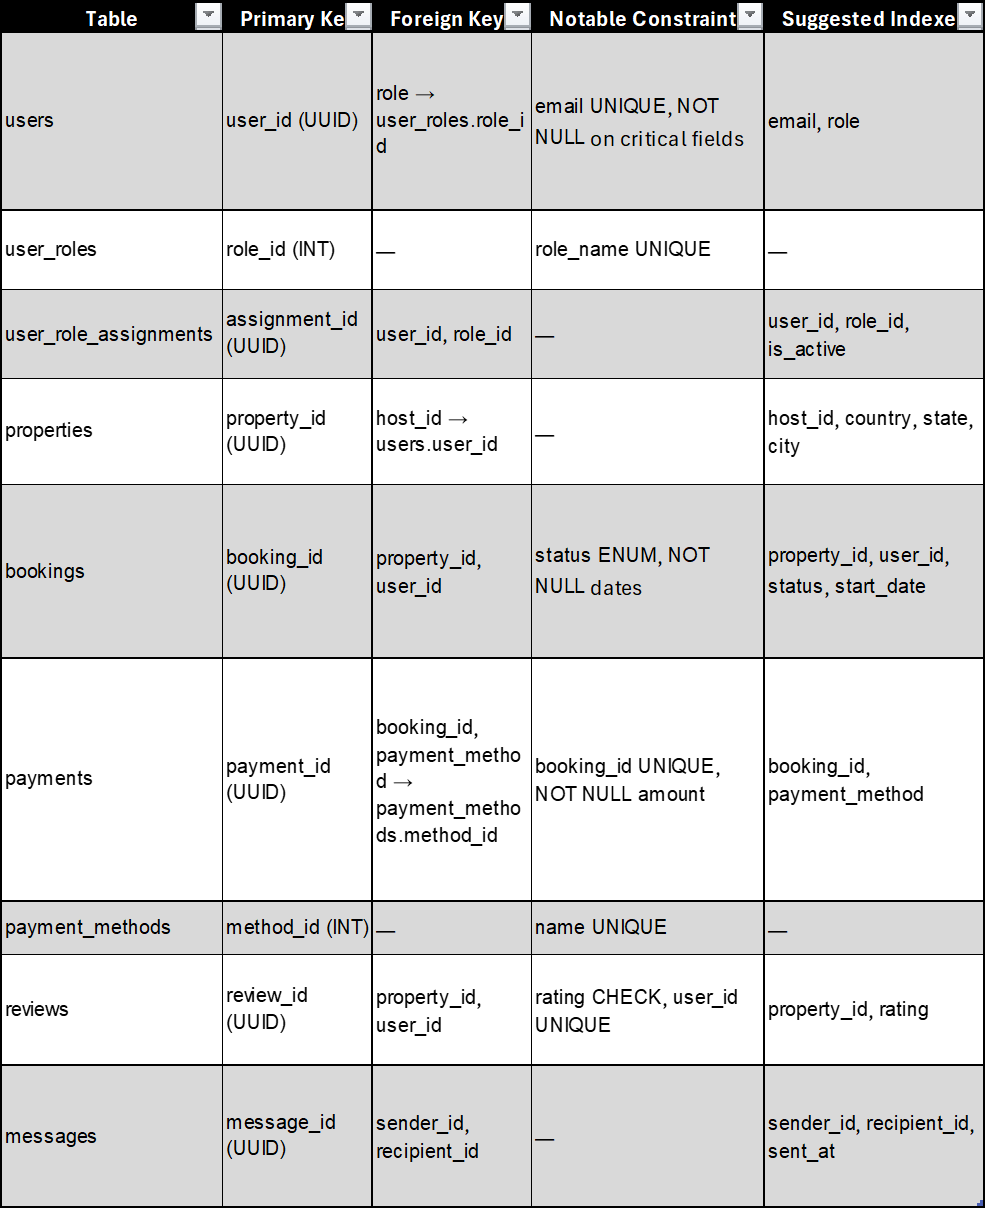 Table
Primary Ke
Foreign Key
Notable Constraint
Suggested Indexe
users
user_id (UUID)
role →
user_roles.role_i
d
email UNIQUE, NOT
NULL on critical fields
email, role
user_roles
role_id (INT)
—
role_name UNIQUE
—
user_role_assignments
assignment_id
(UUID)
user_id, role_id
—
user_id, role_id,
is_active
properties
property_id
(UUID)
host_id →
users.user_id
—
host_id, country, state,
city
bookings
booking_id
(UUID)
property_id,
user_id
status ENUM, NOT
NULL dates
property_id, user_id,
status, start_date
payments
payment_id
(UUID)
booking_id,
payment_metho
d →
payment_metho
ds.method_id
booking_id UNIQUE,
NOT NULL amount
booking_id,
payment_method
payment_methods
method_id (INT)
—
name UNIQUE
—
reviews
review_id
(UUID)
property_id,
user_id
rating CHECK, user_id
UNIQUE
property_id, rating
messages
message_id
(UUID)
sender_id,
recipient_id
—
sender_id, recipient_id,
sent_at